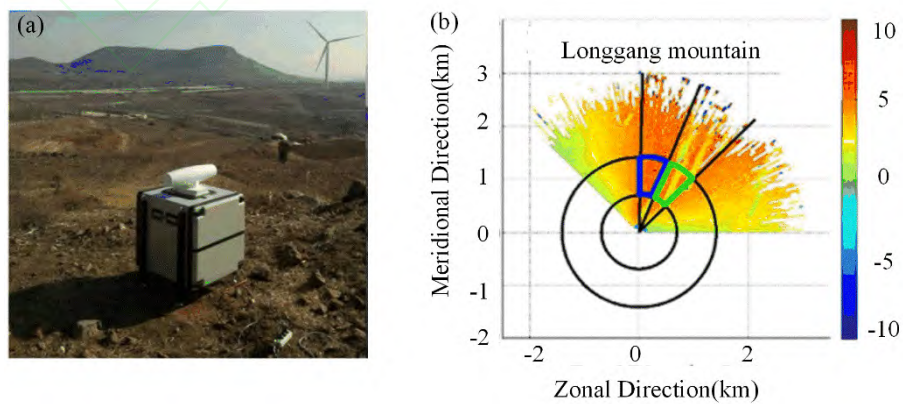 (a)
(b)
Longgang mountain
Meridional Direction(km)
3
2
1
0
-1
-2
-2
0
2
Zonal Direction(km)
10
5
0
-5
-10